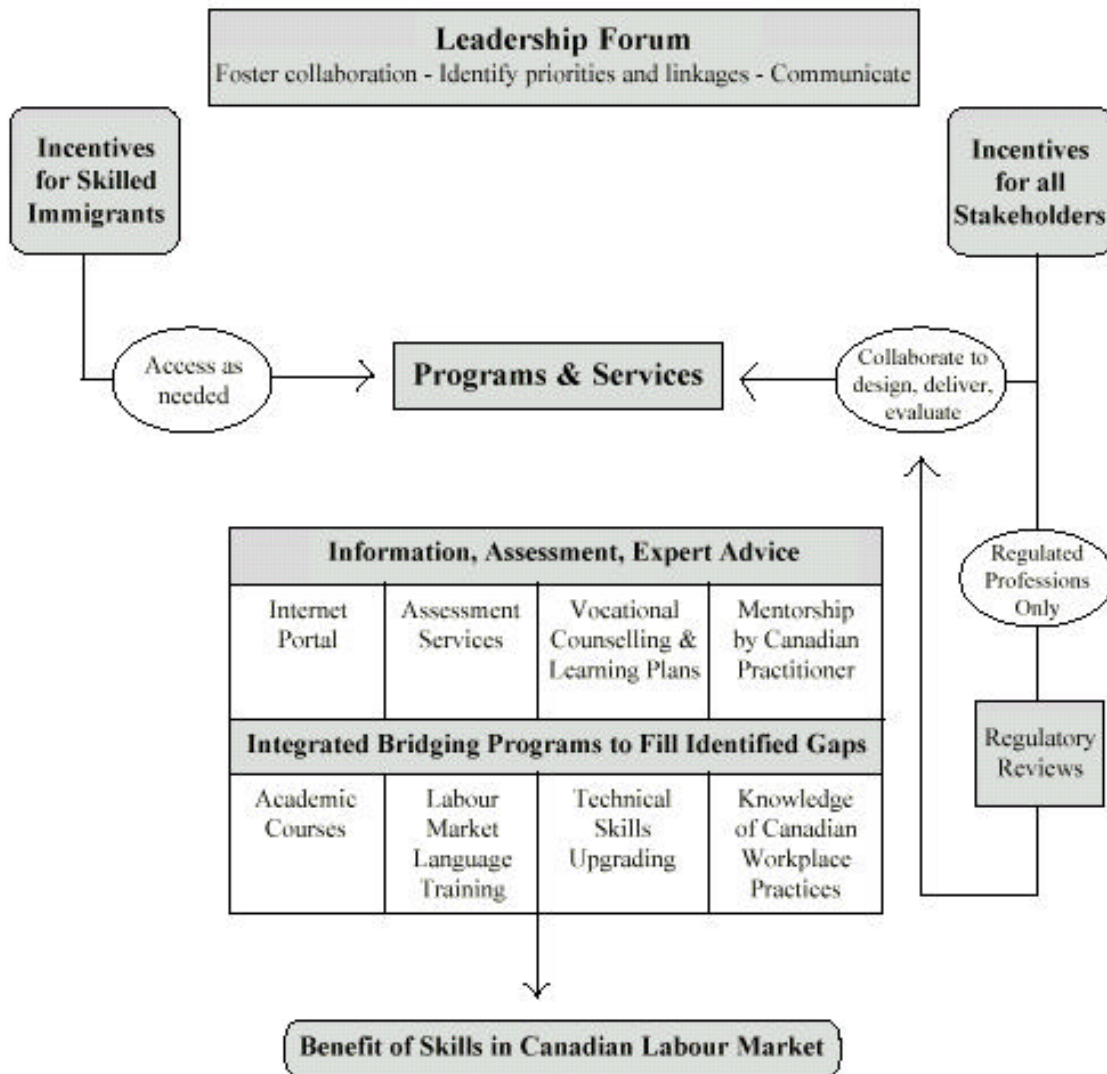 Leadership Forum
Foster collaboration - Identify priorities and linkages - Communicate
Incentives
for Skilled
Immigrants
Incentives
for all
Stakeholders
Access as
needed
Programs & Services
Collaborate to
design, deliver,
evaluate
Regulated
Professions
Only
Regulatory
Reviews
Information, Assessment, Expert Advice
Internet
Portal
Assessment
Services
Vocational
Counselling &
Learning Plans
Mentorship
by Canadian
Practitioner
Integrated Bridging Programs to Fill Identified Gaps
Academic
Courses
Labour
Market
Language
Training
Technical
Skills
Upgrading
Knowledge
of Canadian
Workplace
Practices
Benefit of Skills in Canadian Labour Market